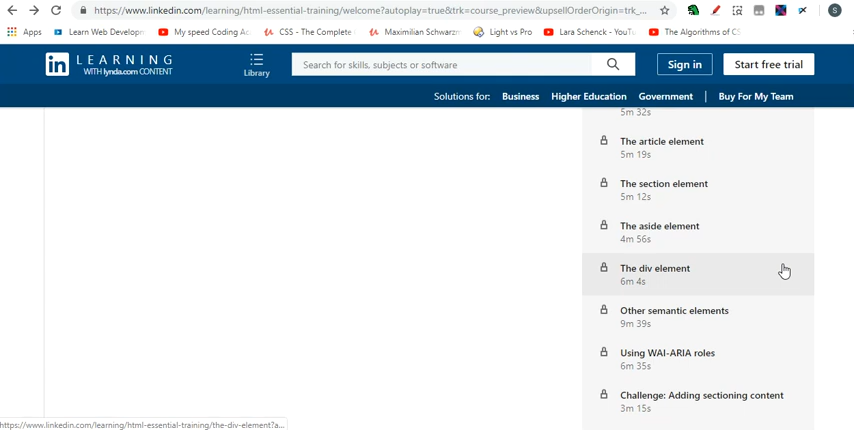 https://www.linkedin.com/learning/html-essential-training/welcome?autoplay=true&trk=course_preview&upsellOrderOrigin=trk_...
S
Apps
Learn Web Developm
My speed Coding Ac
CSS - The Complete
Maximilian Schwarzm
Light vs Pro
Lara Schenck - YouTu
The Algorithms of CS
in LEARNING
WITH lynda.com CONTENT
Library
Search for skills, subjects or software
Sign in
Start free trial
Solutions for: Business Higher Education Government | Buy For My Team
5m 32s
The article element
5m 19s
The section element
5m 12s
The aside element
4m 56s
The div element
6m 4s
Other semantic elements
9m 39s
Using WAI-ARIA roles
6m 35s
Challenge: Adding sectioning content
3m 15s
https://www.linkedin.com/learning/html-essential-training/the-div-element?a...